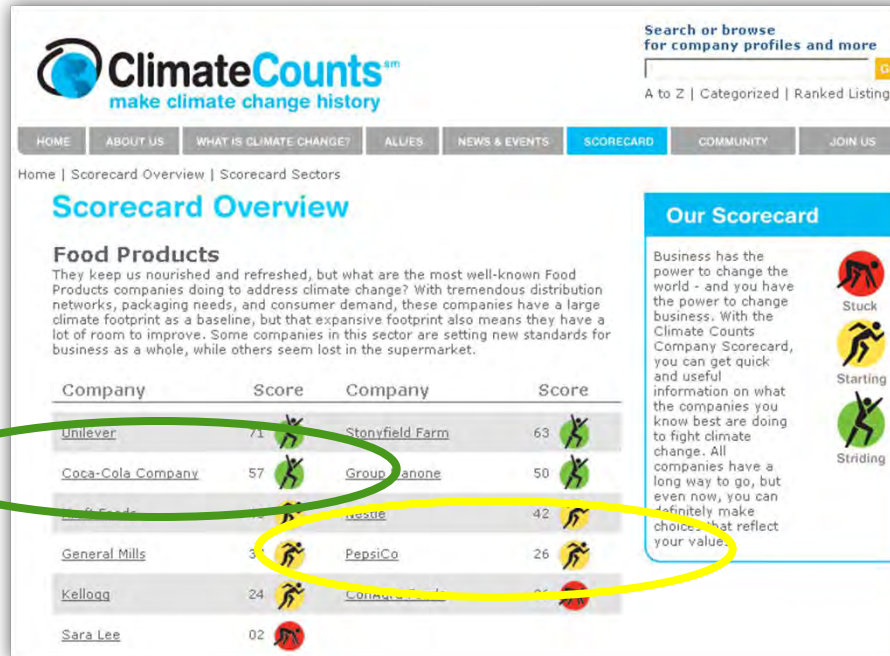 ClimateCounts sm
make climate change history
Search or browse
for company profiles and more
A to Z | Categorized | Ranked Listing
HOME ABOUT US WHAT IS CLIMATE CHANGE? ALLIES NEWS & EVENTS SCORECARD COMMUNITY JOIN US
Home | Scorecard Overview | Scorecard Sectors
Scorecard Overview
Food Products
They keep us nourished and refreshed, but what are the most well-known Food
Products companies doing to address climate change? With tremendous distribution
networks, packaging needs, and consumer demand, these companies have a large
climate footprint as a baseline, but that expansive footprint also means they have a
lot of room to improve. Some companies in this sector are setting new standards for
business as a whole, while others seem lost in the supermarket.
Company Score Company Score
Unilever 71 Stonyfield Farm 63
Coca-Cola Company 57 Group Danone 50
Nestle 42
General Mills PepsiCo 26
Kellogg 24
Sara Lee 02
Our Scorecard
Business has the
power to change the
world - and you have
the power to change
business. With the
Climate Counts
Company Scorecard,
you can get quick
and useful
information on what
the companies you
know best are doing
to fight climate
change. All
companies have a
long way to go, but
even now, you can
definitely make
choices that reflect
your values
Stuck
Starting
Striding